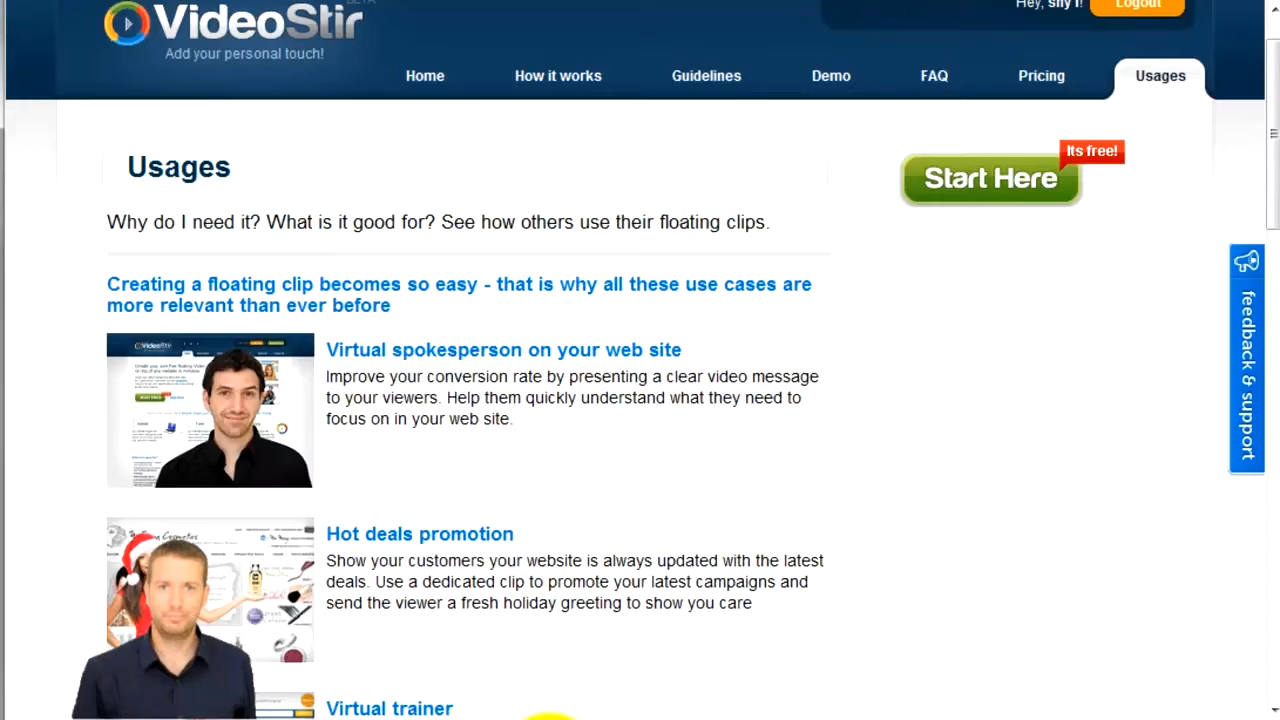 BETA
VideoStir
Add your personal touch!
Hey, shy f!
Logout
Home
How it works
Guidelines
Demo
FAQ
Pricing
Usages
Usages
Its free!
Start Here
Why do I need it? What is it good for? See how others use their floating clips.
feedback & support
Creating a floating clip becomes so easy - that is why all these use cases are
more relevant than ever before
VideoStir
Virtual spokesperson on your web site
Improve your conversion rate by presenting a clear video message
to your viewers. Help them quickly understand what they need to
focus on in your web site.
Hot deals promotion
Show your customers your website is always updated with the latest
deals. Use a dedicated clip to promote your latest campaigns and
send the viewer a fresh holiday greeting to show you care
Virtual trainer